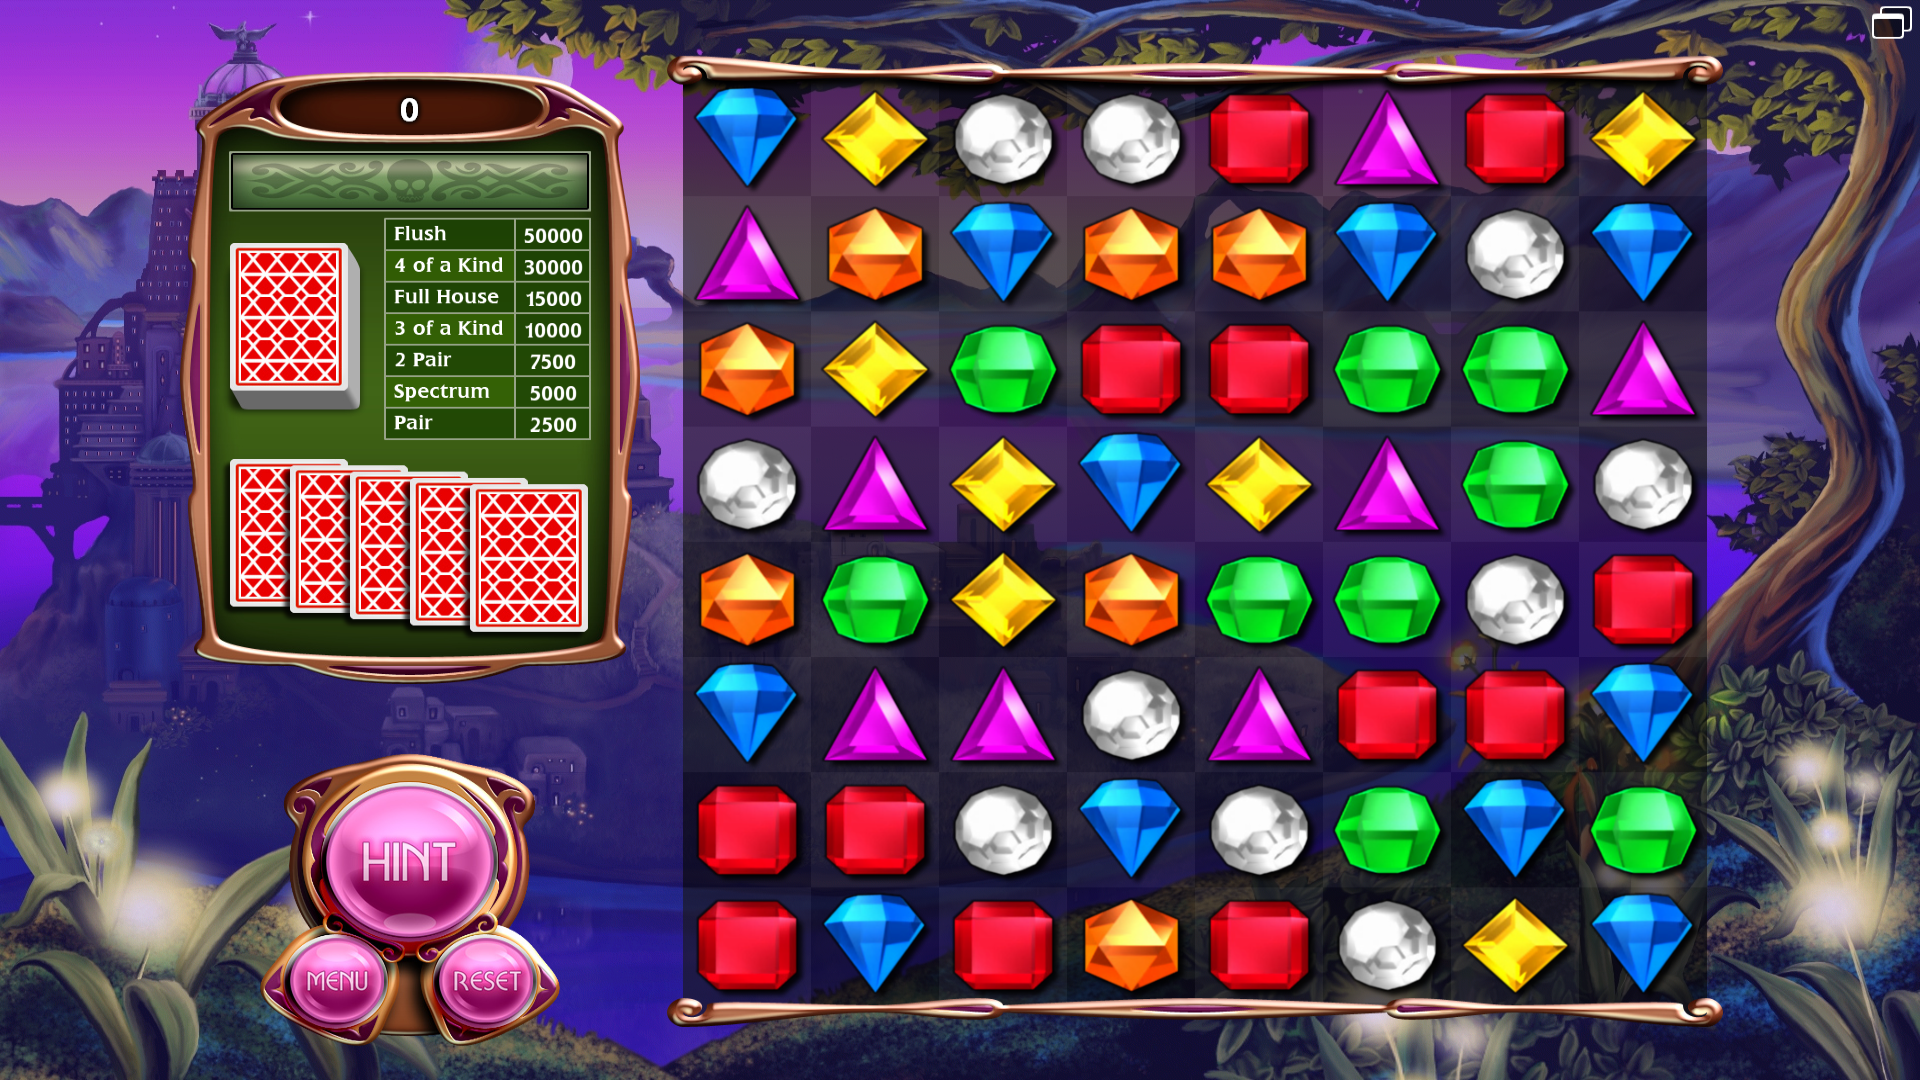 0
Flush 50000
4 of a Kind 30000
Full House 15000
3 of a Kind 10000
2 Pair 7500
Spectrum 5000
Pair 2500
HINT
MENU
RESET